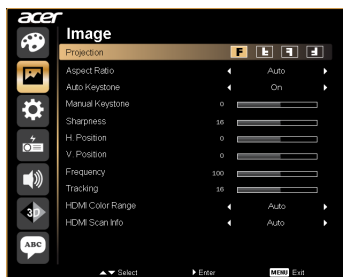 acer
Image
Projection F F F F
Aspect Ratio Auto
Auto Keystone On
Manual Keystone 0
Sharpness 16
H. Position 0
V. Position 0
Frequency 100
Tracking 16
HDMI Color Range Auto
HDMI Scan Info Auto
3D
ABC
Select Enter MENU Exit